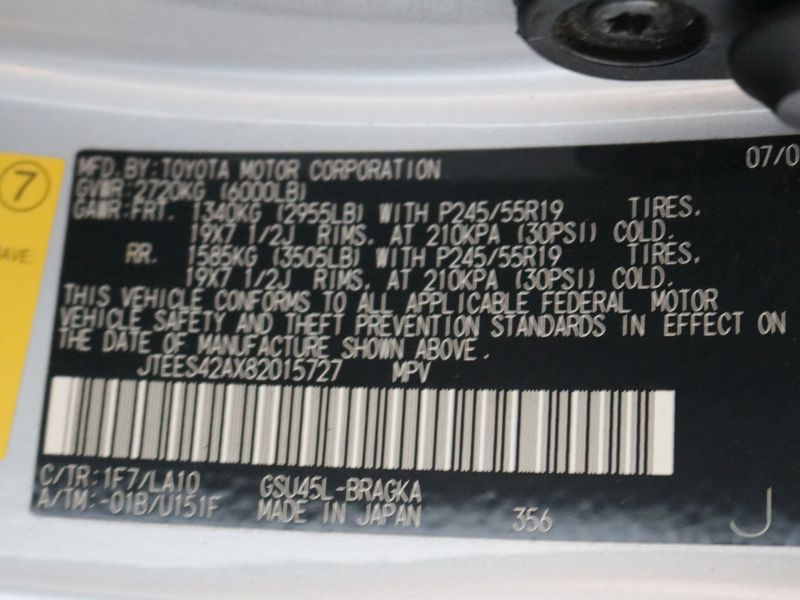 7
AVE:
MFD.BY:TOYOTA MOTOR CORPORATION 07/0
GVWR:2720KG (6000LB)
GAWR:FRT. 1340KG (2955LB) WITH P245/55R19 TIRES.
19X7 1/2J RIMS. AT 210KPA (30PSI) COLD.
RR. 1585KG (3505LB) WITH P245/55R19 TIRES.
19X7 1/2J RIMS. AT 210KPA (30PSI) COLD.
THIS VEHICLE CONFORMS TO ALL APPLICABLE FEDERAL MOTOR
VEHICLE SAFETY AND THEFT PREVENTION STANDARDS IN EFFECT ON
THE DATE OF MANUFACTURE SHOWN ABOVE.
JTEES42AX82015727 MPV
C/TR:1F7/LA10 GSU45L-BRAGKA
A/TM:-01B/U151F MADE IN JAPAN 356 J